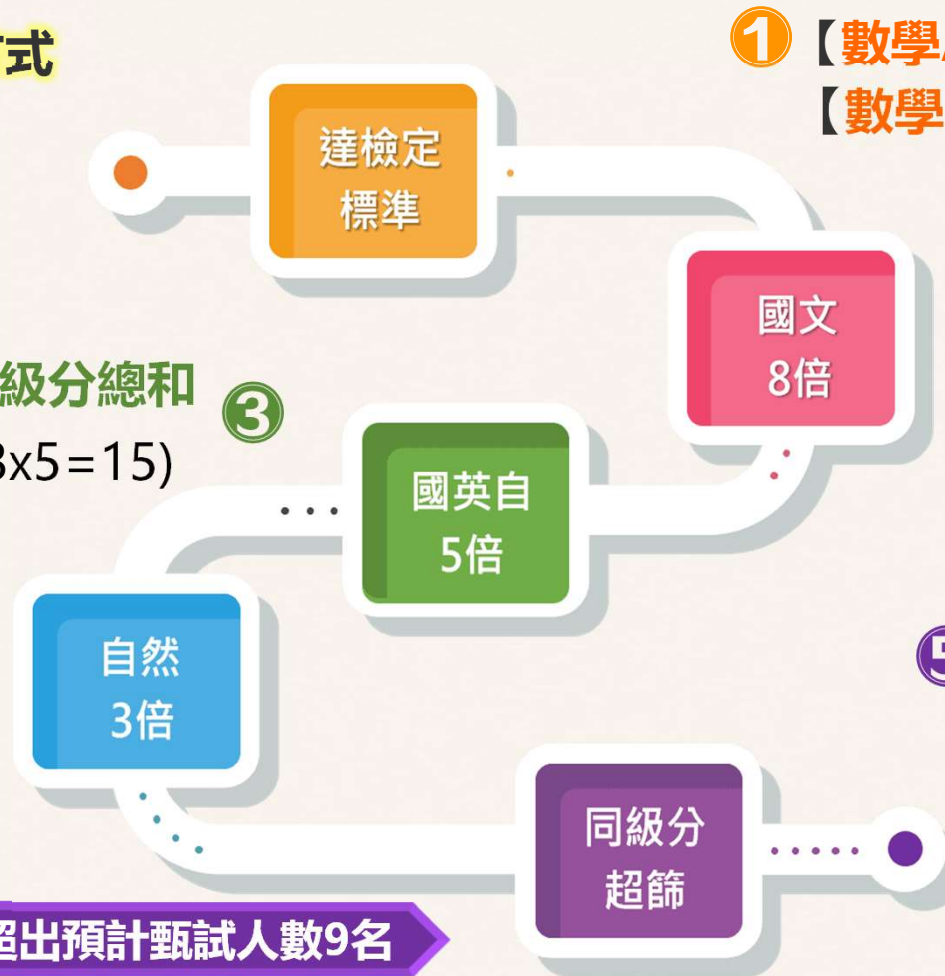 式
① 【數學
【數學
達檢定
標準
國文
8倍
級分總和
③
x5=15)
國英自
5倍
自然
3倍
同級分
超篩
超出預計甄試人數9名